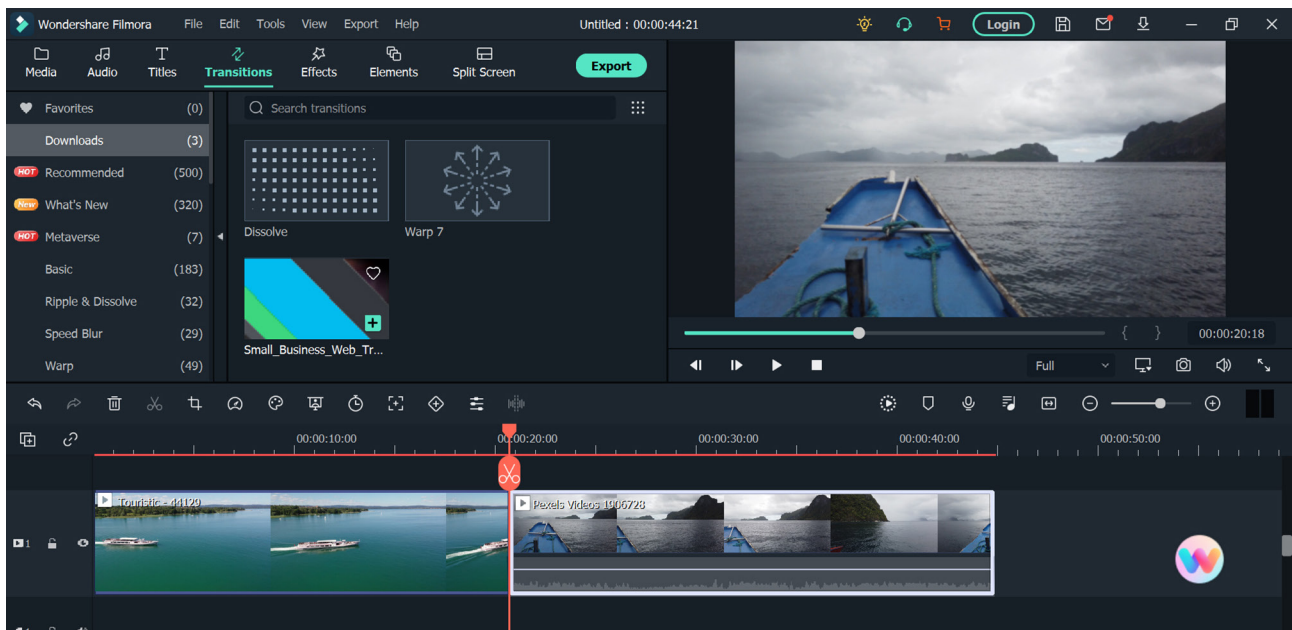 Wondershare Filmora File Edit Tools View Export Help Untitled : 00:00:44:21 Login
Media Audio Titles Transitions Effects Elements Split Screen Export
Favorites (0)
Search transitions
Downloads (3)
HOT Recommended (500)
New What's New (320)
HOT Metaverse (7)
Dissolve Warp 7
Basic (183)
Ripple & Dissolve (32)
Speed Blur (29)
Small_Business_Web_Tr...
Warp (49)
{ } 00:00:20:18
Full
00:00:10:00 00:00:20:00 00:00:30:00 00:00:40:00 00:00:50:00
Touristic - 44129 Pexels Videos 1906728
1